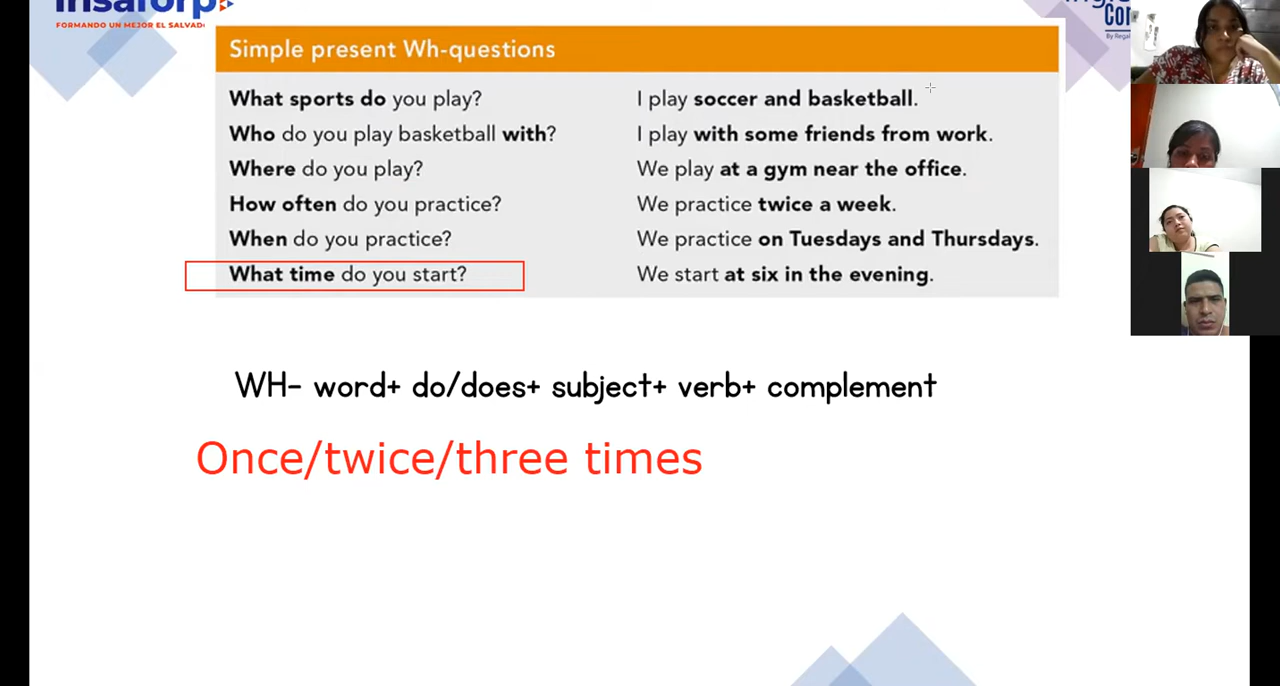 insaforp
FORMANDO UN MEJOR EL SALVADOR
Simple present Wh-questions
What sports do you play? I play soccer and basketball.
Who do you play basketball with? I play with some friends from work.
Where do you play? We play at a gym near the office.
How often do you practice? We practice twice a week.
When do you practice? We practice on Tuesdays and Thursdays.
What time do you start? We start at six in the evening.
WH- word+ do/does+ subject+ verb+ complement
Once/twice/three times